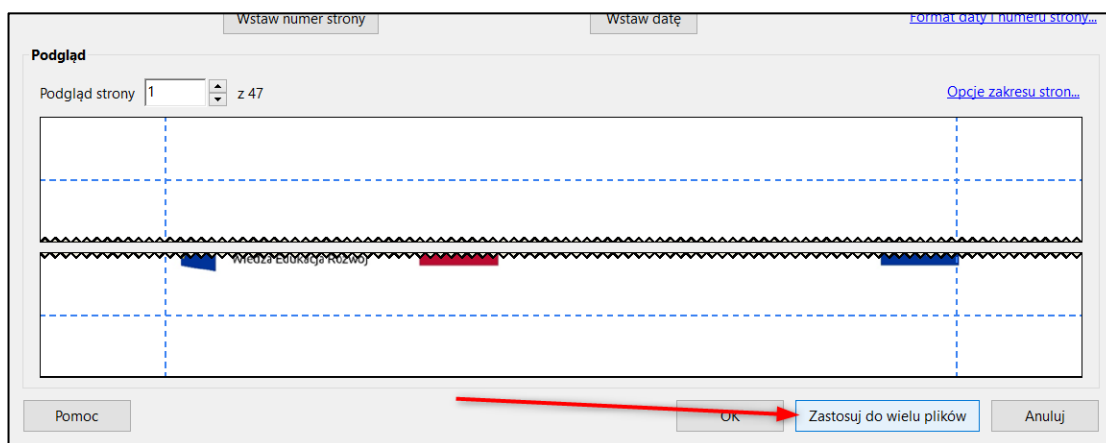 Wstaw numer strony Wstaw datę Format daty i numeru strony...
Podgląd
Podgląd strony 1 z 47 Opcje zakresu stron...
Wiedza Edukacja Rozwój
Pomoc OK Zastosuj do wielu plików Anuluj